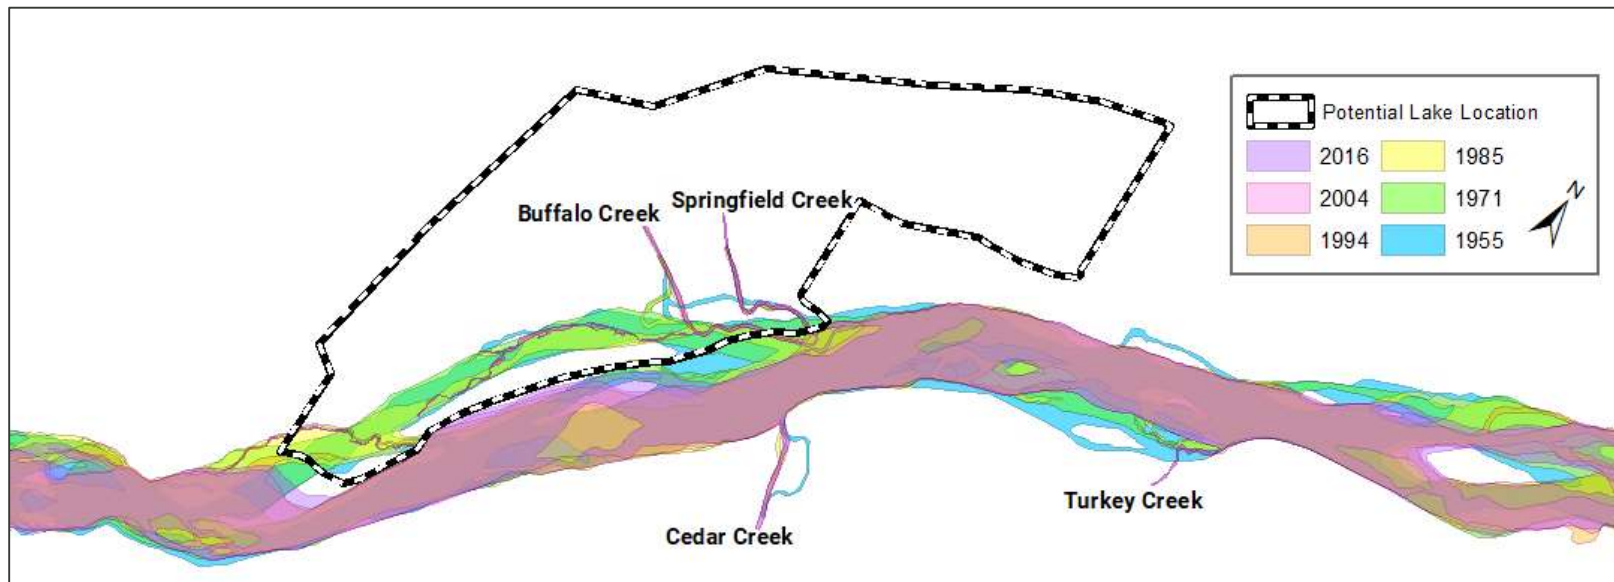 Potential Lake Location
2016 1985
2004 1971
1994 1955
N
Springfield Creek
Buffalo Creek
Turkey Creek
Cedar Creek